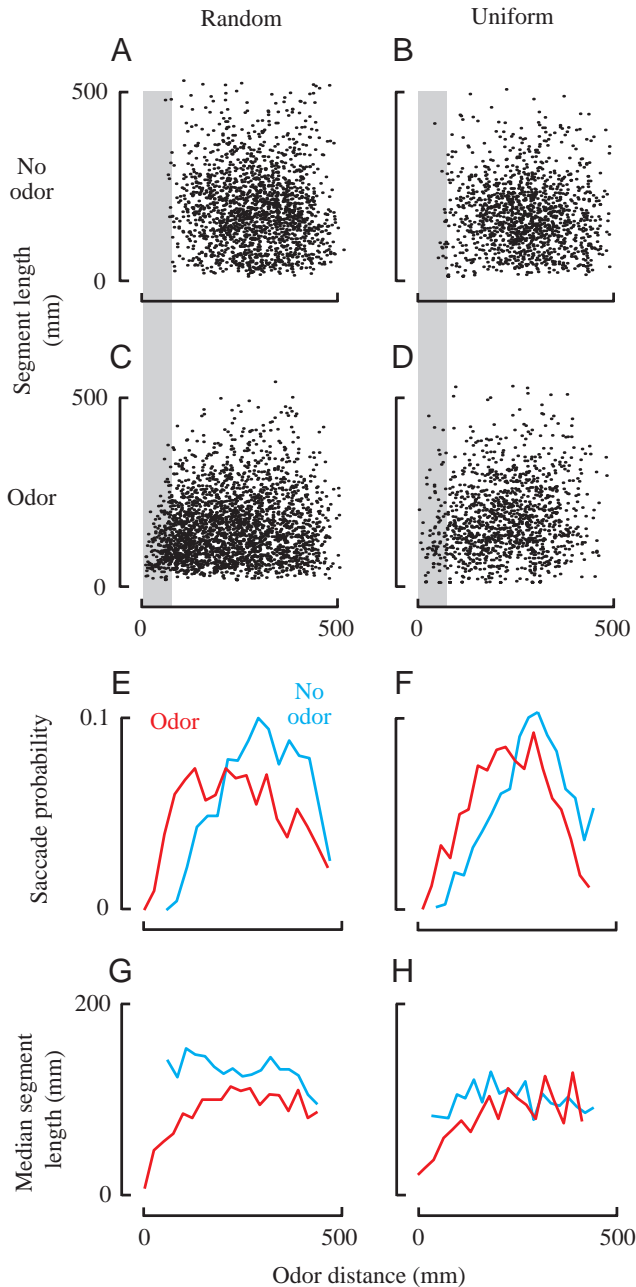 Random
Uniform
A
B
500
No
odor
0
Segment length
(mm)
C
D
500
Odor
0
0
500
0
500
E
F
0.1
Odor
No
odor
Saccade probability
0
G
H
200
Median segment
length (mm)
0
0
500
0
500
Odor distance (mm)